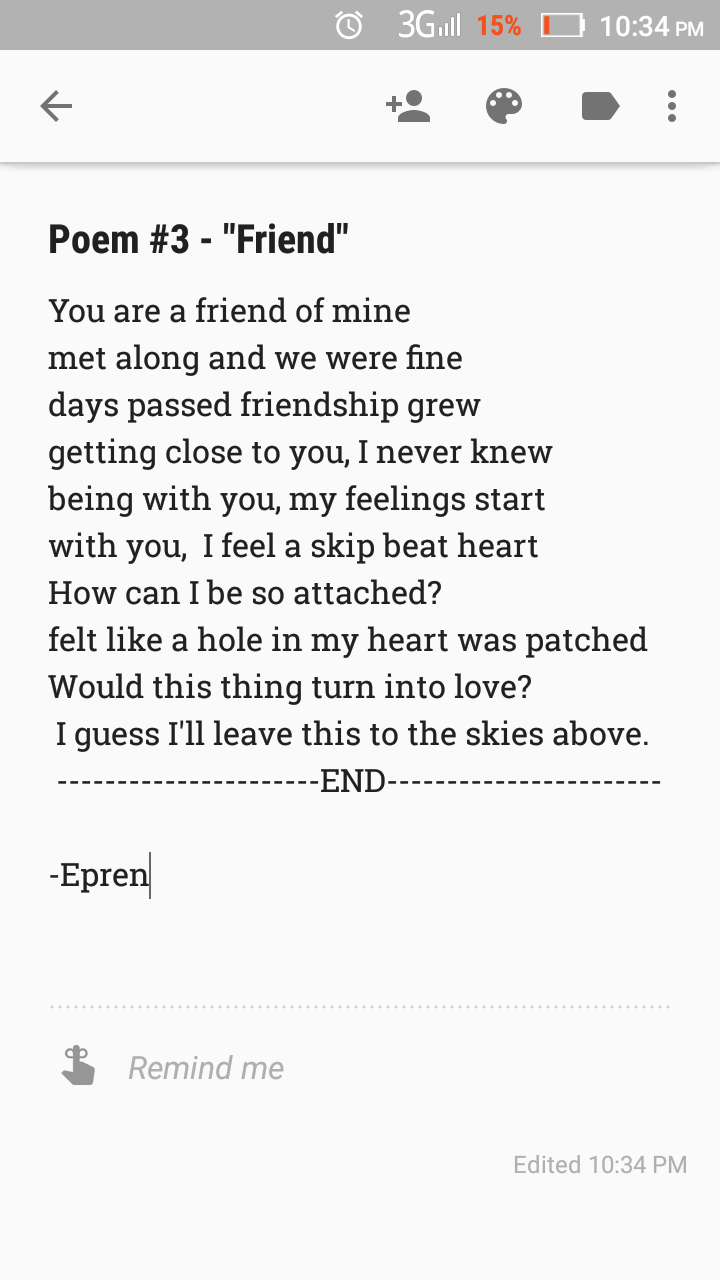 3G 15% 10:34 PM
Poem #3 - "Friend"
You are a friend of mine
met along and we were fine
days passed friendship grew
getting close to you, I never knew
being with you, my feelings start
with you,  I feel a skip beat heart
How can I be so attached?
felt like a hole in my heart was patched
Would this thing turn into love?
I guess I'll leave this to the skies above.
----------------------END-----------------------
-Epren
Remind me
Edited 10:34 PM